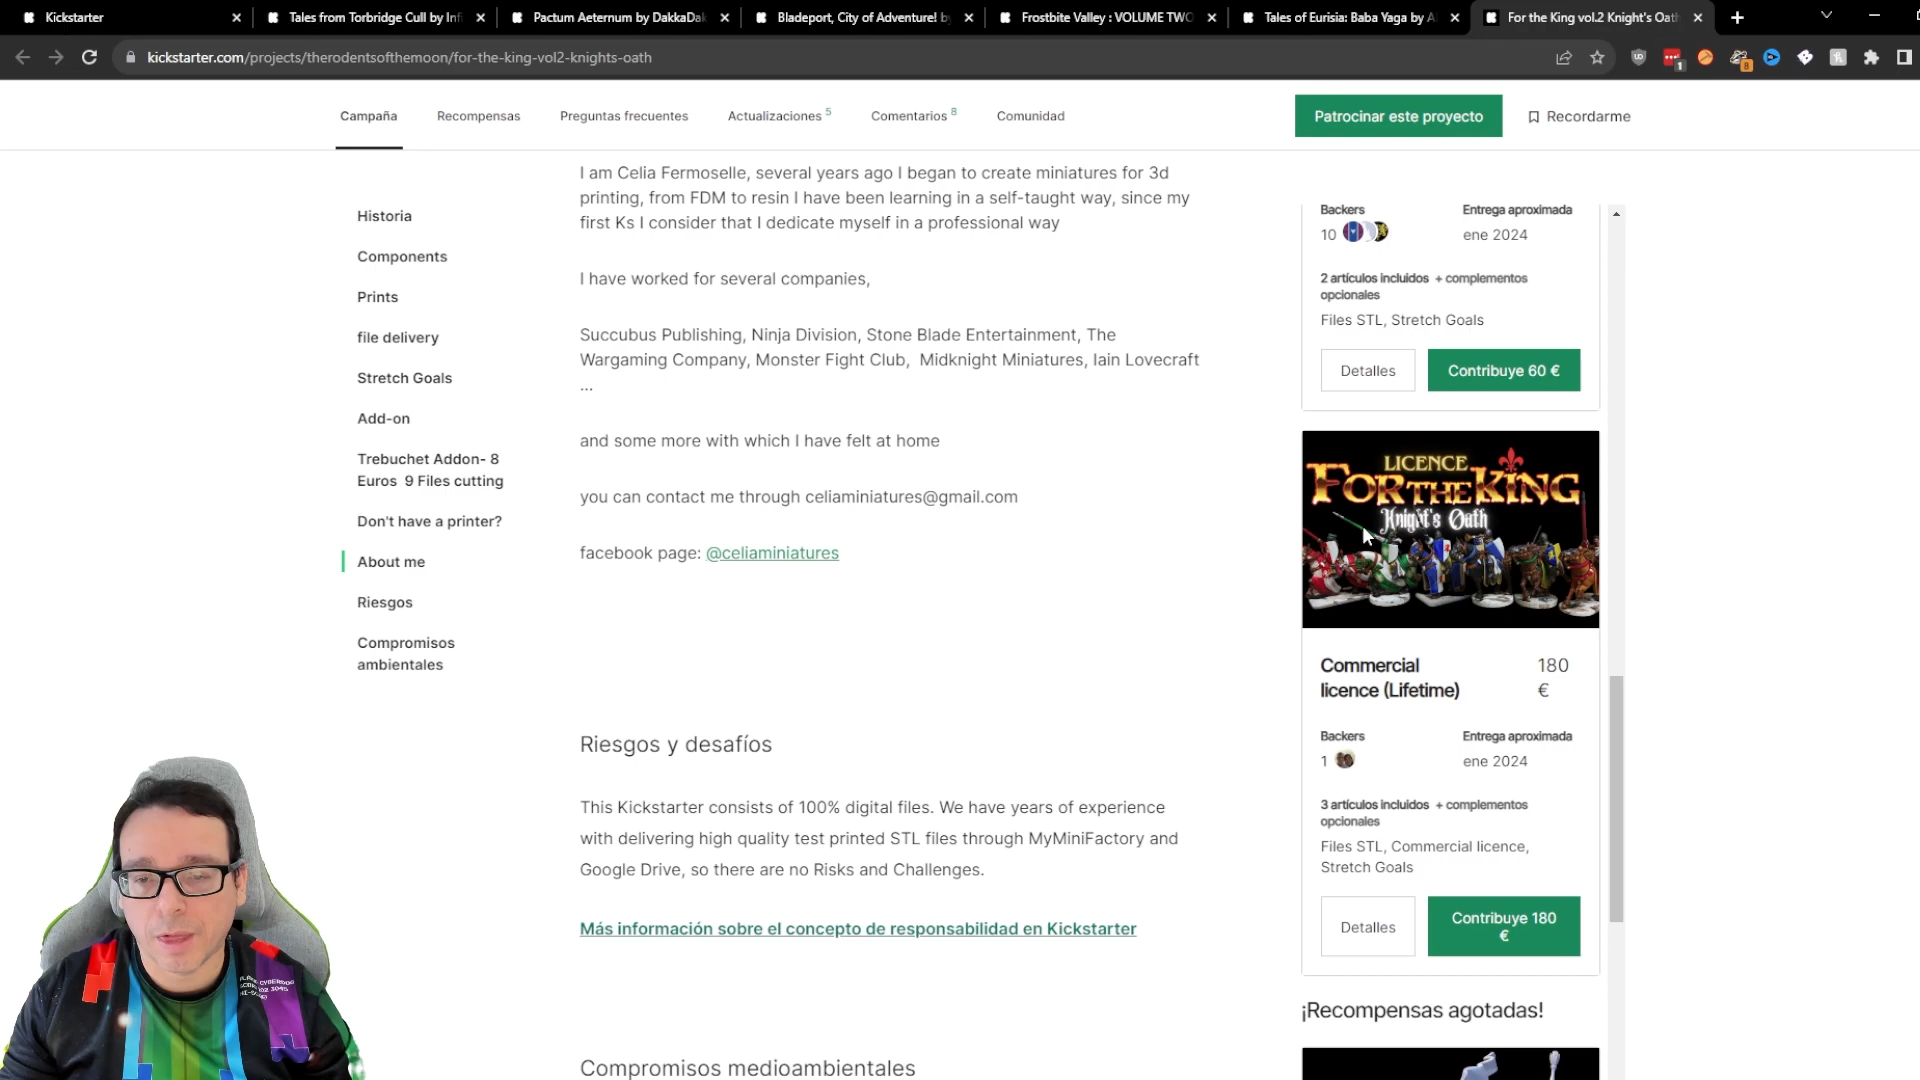 Kickstarter
Tales from Torbridge Cull by Infi
Pactum Aeternum by DakkaDak
Bladeport, City of Adventure! b
Frostbite Valley : VOLUME TWO
Tales of Eurisia: Baba Yaga by A
For the King vol.2 Knight's Oath
kickstarter.com/projects/therodentsofthemoon/for-the-king-vol2-knights-oath
1
8
Campaña
Recompensas
Preguntas frecuentes
Actualizaciones 5
Comentarios 8
Comunidad
Patrocinar este proyecto
Recordarme
Historia
Components
Prints
file delivery
Stretch Goals
Add-on
Trebuchet Addon- 8
Euros 9 Files cutting
Don't have a printer?
About me
Riesgos
Compromisos
ambientales
I am Celia Fermoselle, several years ago I began to create miniatures for 3d
printing, from FDM to resin I have been learning in a self-taught way, since my
first Ks I consider that I dedicate myself in a professional way
I have worked for several companies,
Succubus Publishing, Ninja Division, Stone Blade Entertainment, The
Wargaming Company, Monster Fight Club, Midknight Miniatures, Iain Lovecraft
...
and some more with which I have felt at home
you can contact me through celiaminiatures@gmail.com
facebook page: @celiaminiatures
Riesgos y desafíos
This Kickstarter consists of 100% digital files. We have years of experience
with delivering high quality test printed STL files through MyMiniFactory and
Google Drive, so there are no Risks and Challenges.
Más información sobre el concepto de responsabilidad en Kickstarter
Compromisos medioambientales
Backers
10
Entrega aproximada
ene 2024
2 artículos incluidos + complementos
opcionales
Files STL, Stretch Goals
Detalles
Contribuye 60 €
LICENCE
FOR THE KING
Knight's Oath
Commercial
licence (Lifetime)
180
€
Backers
1
Entrega aproximada
ene 2024
3 artículos incluidos + complementos
opcionales
Files STL, Commercial licence,
Stretch Goals
Detalles
Contribuye 180
€
¡Recompensas agotadas!